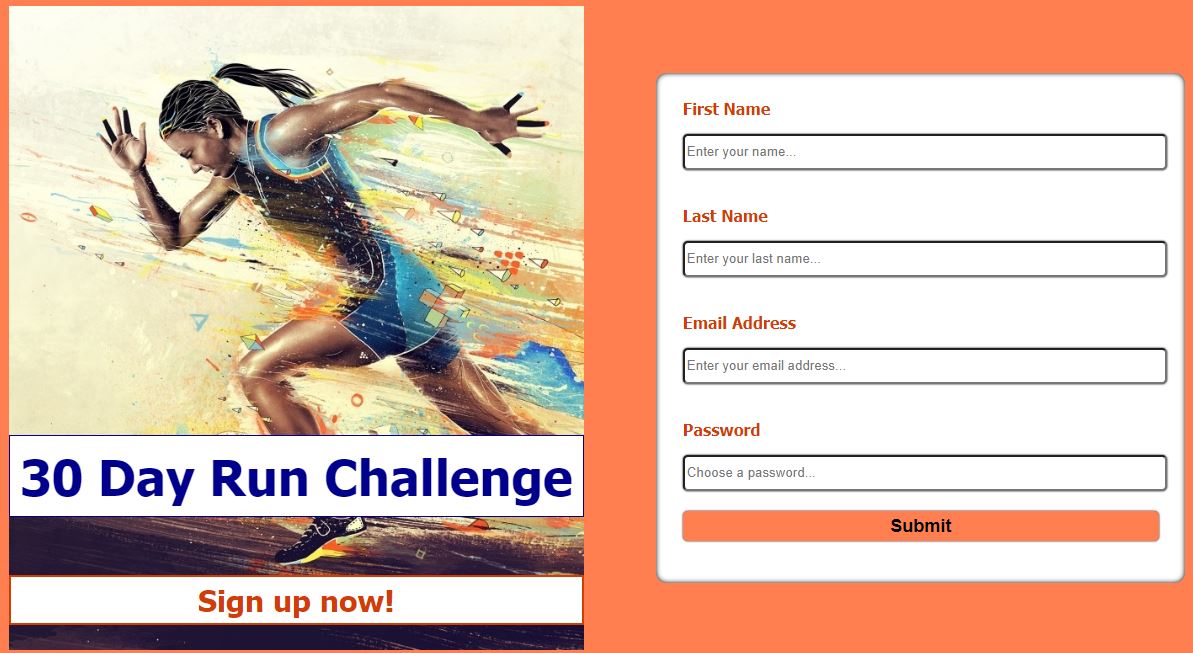 30 Day Run Challenge
Sign up now!
First Name
Enter your name...
Last Name
Enter your last name...
Email Address
Enter your email address...
Password
Choose a password...
Submit